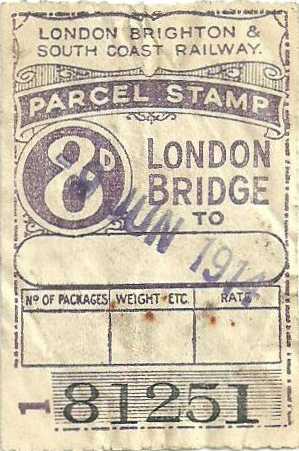 LONDON BRIGHTON &
SOUTH COAST RAILWAY.
PARCEL STAMP
8D
LONDON
BRIDGE
TO
JUN 1914
Nº OF PACKAGES WEIGHT ETC. RATE
1 81251